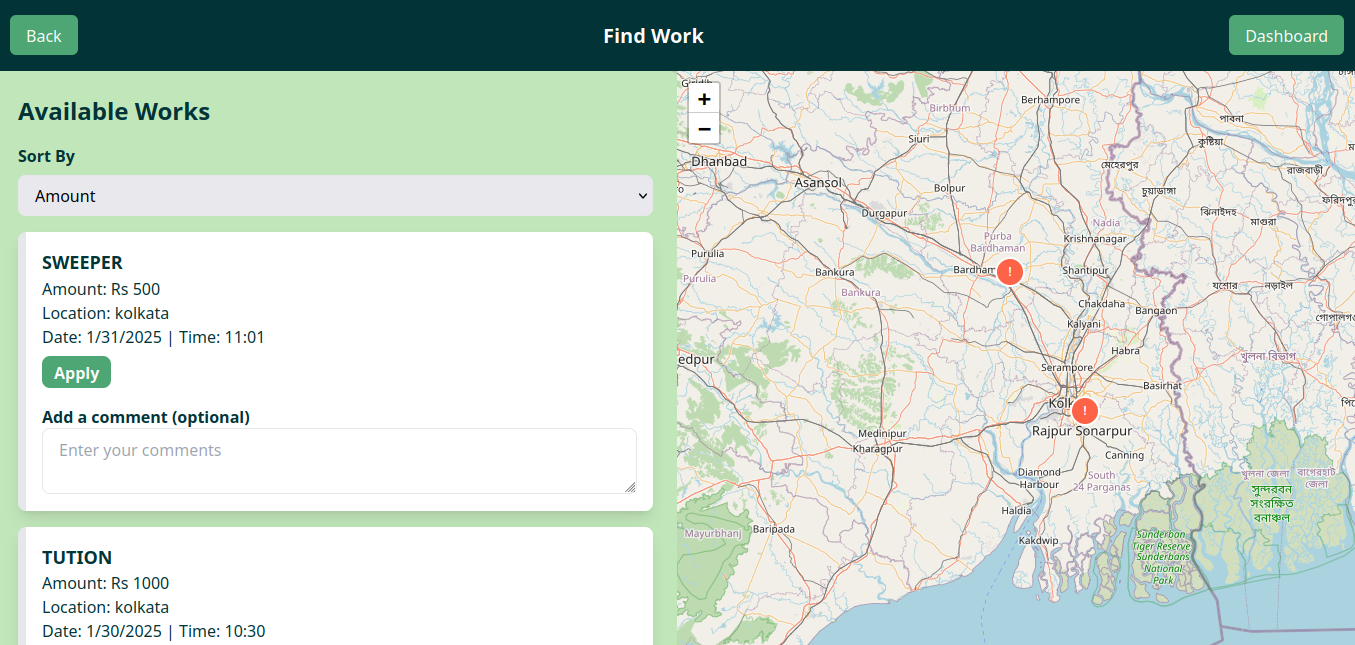 Back
Find Work
Dashboard
Available Works
Sort By
Amount
SWEEPER
Amount: Rs 500
Location: kolkata
Date: 1/31/2025 | Time: 11:01
Apply
Add a comment (optional)
Enter your comments
TUTION
Amount: Rs 1000
Location: kolkata
Date: 1/30/2025 | Time: 10:30
+
−
Birbhum
Berhampore
পাবনা
Siuri
কুষ্টিয়া
Dhanbad
মেহেরপুর
রাজবাড়ী
Asansol
Bolpur
চুয়াডাঙ্গা
Durgapur
ঝিনাইদহ
মাগুরা
Nadia
Purba
Bardhaman
Krishnanagar
Purulia
Bankura
Bardham
!
Shantipur
Purulia
যশোর
নড়াইল
Bankura
Chakdaha
Bangaon
Kalyani
Habra
খুলনা বিভাগ
edpur
Serampore
Basirhat
Kolk
!
Rajpur Sonarpur
Medinipur
Kharagpur
Canning
Diamond
Harbour
South
24 Parganas
খুলনা জেলা
বাগেরহাট
জেলা
সুন্দরবন
সংরক্ষিত
বনাঞ্চল
Haldia
Baripada
Mayurbhanj
Kakdwip
Sunderban
Tiger Reserve
Sunderbans
National
Park